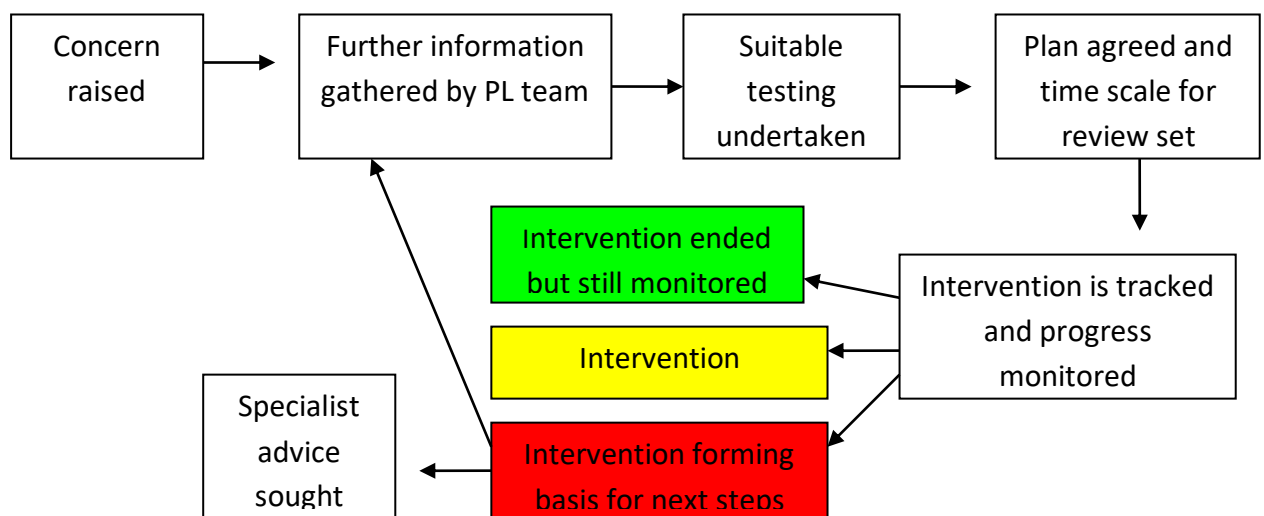 Concern
raised
Further information
gathered by PL team
Suitable
testing
undertaken
Plan agreed and
time scale for
review set
Intervention ended
but still monitored
Intervention is tracked
and progress
monitored
Intervention
Specialist
advice
sought
Intervention forming
basis for next steps